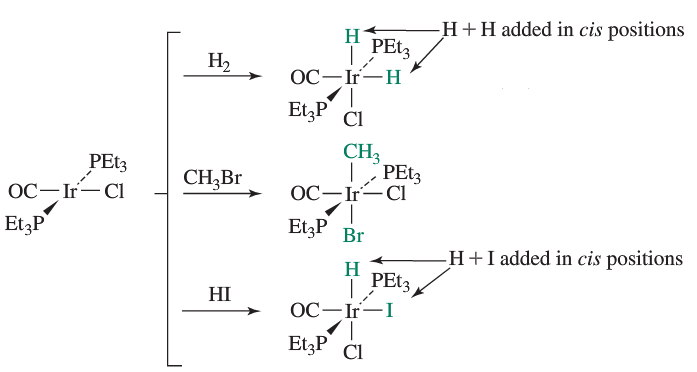 H
PEt₃
H + H added in cis positions
H₂
OC—Ir—H
Et₃P
Cl
CH₃
PEt₃
PEt₃
CH₃Br
OC—Ir—Cl
OC—Ir—Cl
Et₃P
Et₃P
Br
H + I added in cis positions
H
PEt₃
HI
OC—Ir—I
Et₃P
Cl